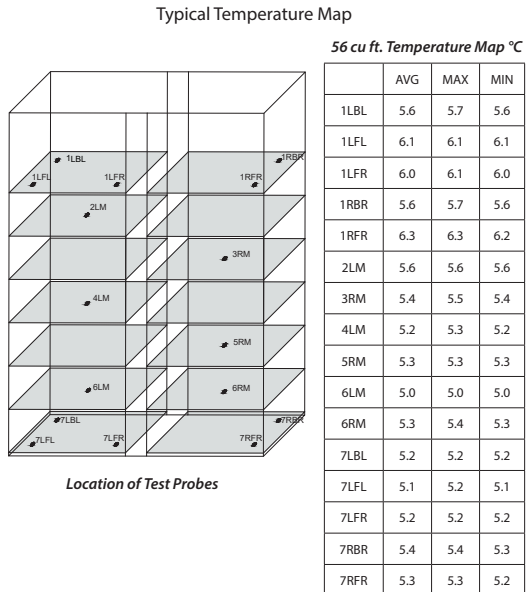 Typical Temperature Map
56 cu ft. Temperature Map °C
1LBL
1RBR
1LFL
1LFR
1RFR
2LM
3RM
4LM
5RM
6LM
6RM
7LBL
7RBR
7LFL
7LFR
7RFR
Location of Test Probes
AVG MAX MIN
1LBL 5.6 5.7 5.6
1LFL 6.1 6.1 6.1
1LFR 6.0 6.1 6.0
1RBR 5.6 5.7 5.6
1RFR 6.3 6.3 6.2
2LM 5.6 5.6 5.6
3RM 5.4 5.5 5.4
4LM 5.2 5.3 5.2
5RM 5.3 5.3 5.3
6LM 5.0 5.0 5.0
6RM 5.3 5.4 5.3
7LBL 5.2 5.2 5.2
7LFL 5.1 5.2 5.1
7LFR 5.2 5.2 5.2
7RBR 5.4 5.4 5.3
7RFR 5.3 5.3 5.2